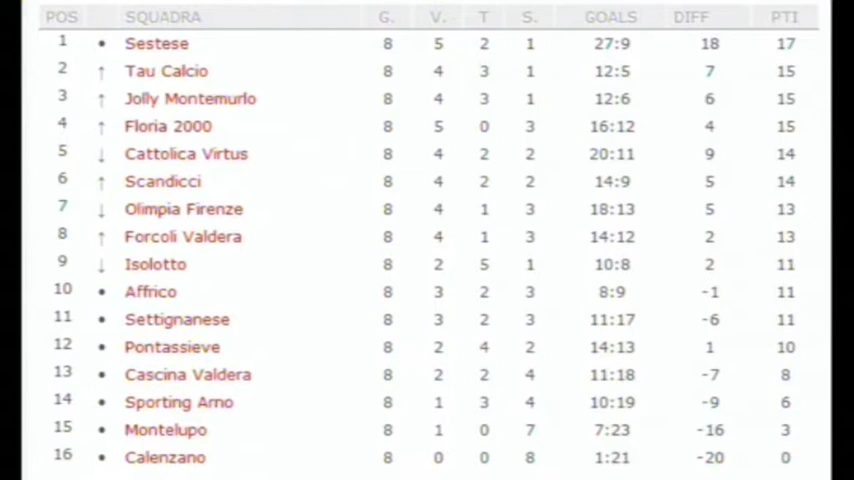 POS SQUADRA G. V. T S. GOALS DIFF PTI
1 • Sestese 8 5 2 1 27:9 18 17
2 ↑ Tau Calcio 8 4 3 1 12:5 7 15
3 ↑ Jolly Montemurlo 8 4 3 1 12:6 6 15
4 ↑ Floria 2000 8 5 0 3 16:12 4 15
5 ↓ Cattolica Virtus 8 4 2 2 20:11 9 14
6 ↑ Scandicci 8 4 2 2 14:9 5 14
7 ↓ Olimpia Firenze 8 4 1 3 18:13 5 13
8 ↑ Forcoli Valdera 8 4 1 3 14:12 2 13
9 ↓ Isolotto 8 2 5 1 10:8 2 11
10 • Affrico 8 3 2 3 8:9 -1 11
11 • Settignanese 8 3 2 3 11:17 -6 11
12 • Pontassieve 8 2 4 2 14:13 1 10
13 • Cascina Valdera 8 2 2 4 11:18 -7 8
14 • Sporting Arno 8 1 3 4 10:19 -9 6
15 • Montelupo 8 1 0 7 7:23 -16 3
16 • Calenzano 8 0 0 8 1:21 -20 0